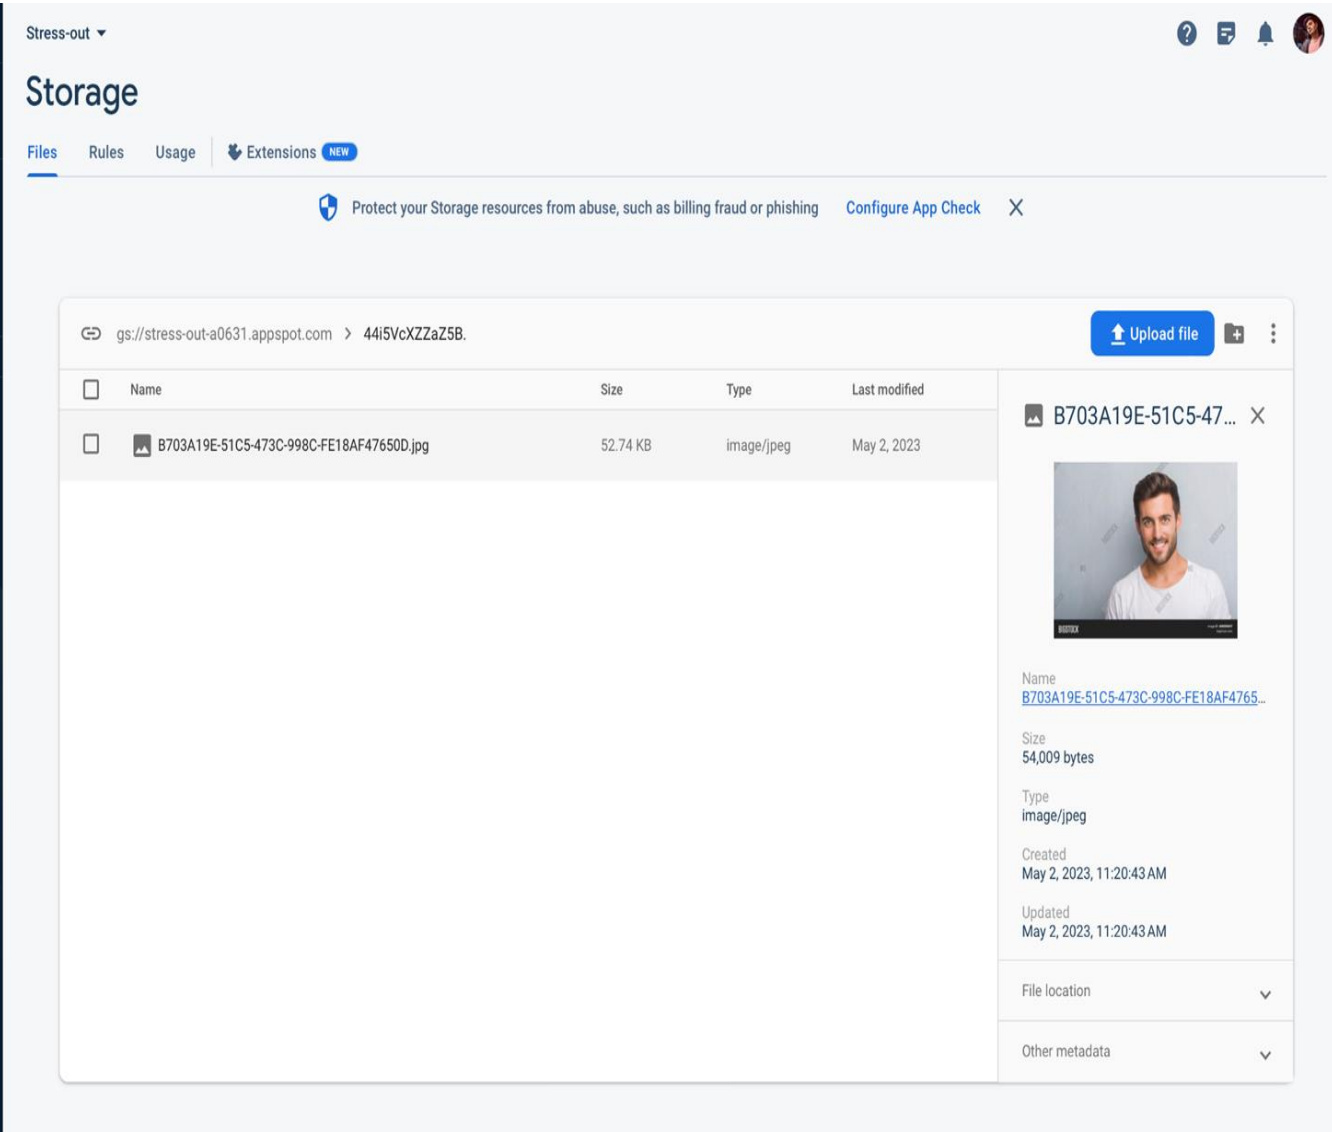 Stress-out
Storage
Files Rules Usage Extensions NEW
Protect your Storage resources from abuse, such as billing fraud or phishing Configure App Check
gs://stress-out-a0631.appspot.com > 44i5VcXZZaZ5B. Upload file
Name Size Type Last modified
B703A19E-51C5-473C-998C-FE18AF47650D.jpg 52.74 KB image/jpeg May 2, 2023
B703A19E-51C5-47...
BIGSTOCK
Name
B703A19E-51C5-473C-998C-FE18AF4765...
Size
54,009 bytes
Type
image/jpeg
Created
May 2, 2023, 11:20:43 AM
Updated
May 2, 2023, 11:20:43 AM
File location
Other metadata